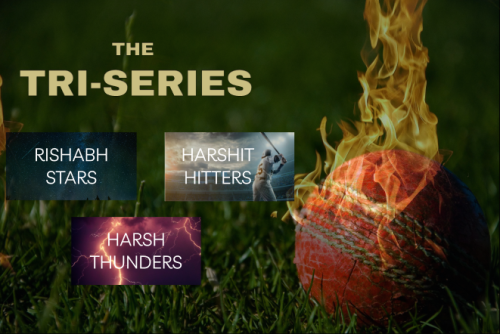 THE
TRI-SERIES
RISHABH
STARS
HARSHIT
HITTERS
HARSH
THUNDERS